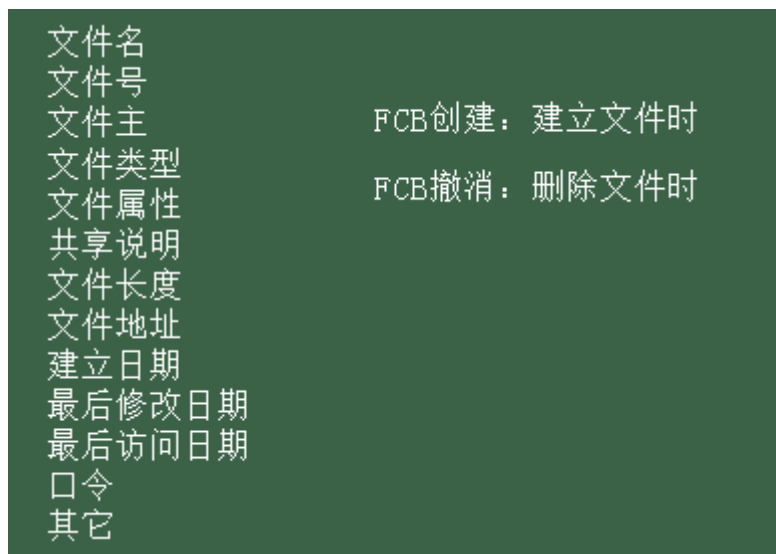 文件名
文件号
文件主
文件类型
文件属性
共享说明
文件长度
文件地址
建立日期
最后修改日期
最后访问日期
口令
其它
FCB创建：建立文件时
FCB撤消：删除文件时